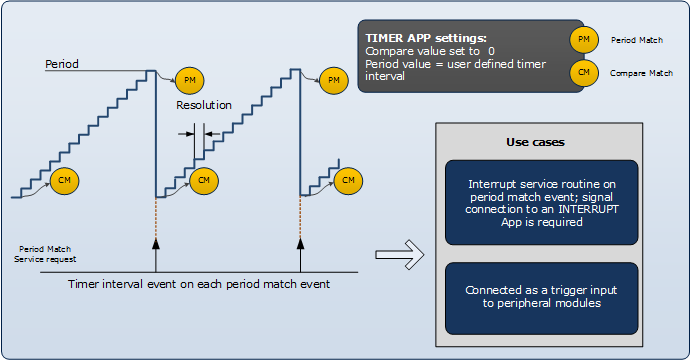 TIMER APP settings:
Compare value set to 0
Period value = user defined timer
interval
PM
Period Match
CM
Compare Match
Period
PM
PM
Resolution
CM
CM
CM
Period Match
Service request
Timer interval event on each period match event
Use cases
Interrupt service routine on
period match event; signal
connection to an INTERRUPT
App is required
Connected as a trigger input
to peripheral modules